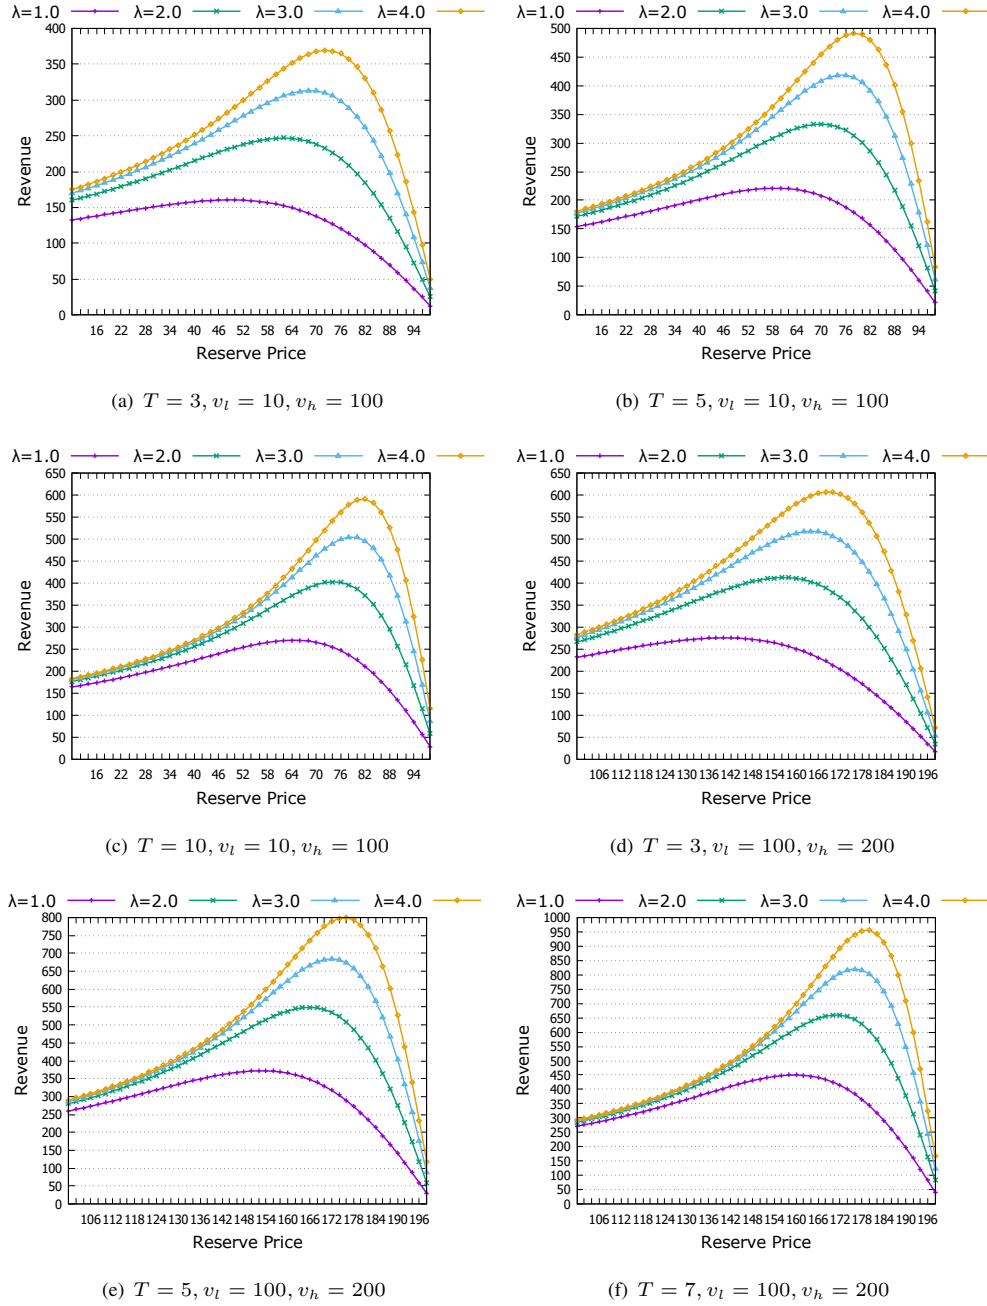 λ=1.0 λ=2.0 λ=3.0 λ=4.0
400
350
300
250
200
150
100
50
0
Revenue
16 22 28 34 40 46 52 58 64 70 76 82 88 94
Reserve Price
(a) T = 3, v_l = 10, v_h = 100
λ=1.0 λ=2.0 λ=3.0 λ=4.0
500
450
400
350
300
250
200
150
100
50
0
Revenue
16 22 28 34 40 46 52 58 64 70 76 82 88 94
Reserve Price
(b) T = 5, v_l = 10, v_h = 100
λ=1.0 λ=2.0 λ=3.0 λ=4.0
650
600
550
500
450
400
350
300
250
200
150
100
50
0
Revenue
16 22 28 34 40 46 52 58 64 70 76 82 88 94
Reserve Price
(c) T = 10, v_l = 10, v_h = 100
λ=1.0 λ=2.0 λ=3.0 λ=4.0
650
600
550
500
450
400
350
300
250
200
150
100
50
0
Revenue
106 112 118 124 130 136 142 148 154 160 166 172 178 184 190 196
Reserve Price
(d) T = 3, v_l = 100, v_h = 200
λ=1.0 λ=2.0 λ=3.0 λ=4.0
800
750
700
650
600
550
500
450
400
350
300
250
200
150
100
50
0
Revenue
106 112 118 124 130 136 142 148 154 160 166 172 178 184 190 196
Reserve Price
(e) T = 5, v_l = 100, v_h = 200
λ=1.0 λ=2.0 λ=3.0 λ=4.0
1000
950
900
850
800
750
700
650
600
550
500
450
400
350
300
250
200
150
100
50
0
Revenue
106 112 118 124 130 136 142 148 154 160 166 172 178 184 190 196
Reserve Price
(f) T = 7, v_l = 100, v_h = 200